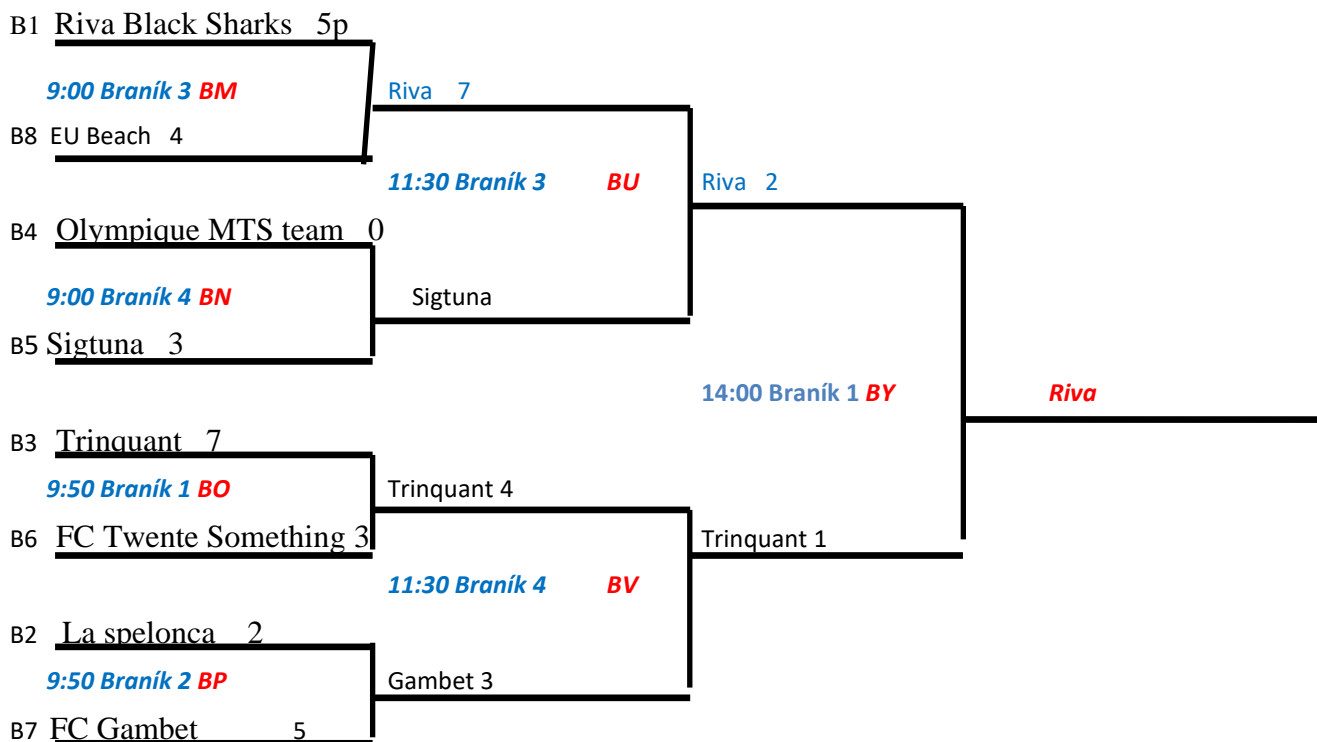 B1 Riva Black Sharks 5p
9:00 Braník 3 BM
Riva 7
B8 EU Beach 4
11:30 Braník 3 BU
Riva 2
B4 Olympique MTS team 0
9:00 Braník 4 BN
Sigtuna
B5 Sigtuna 3
14:00 Braník 1 BY
Riva
B3 Trinquant 7
9:50 Braník 1 BO
Trinquant 4
B6 FC Twente Something 3
Trinquant 1
11:30 Braník 4 BV
B2 La spelonca 2
9:50 Braník 2 BP
Gambet 3
B7 FC Gambet 5